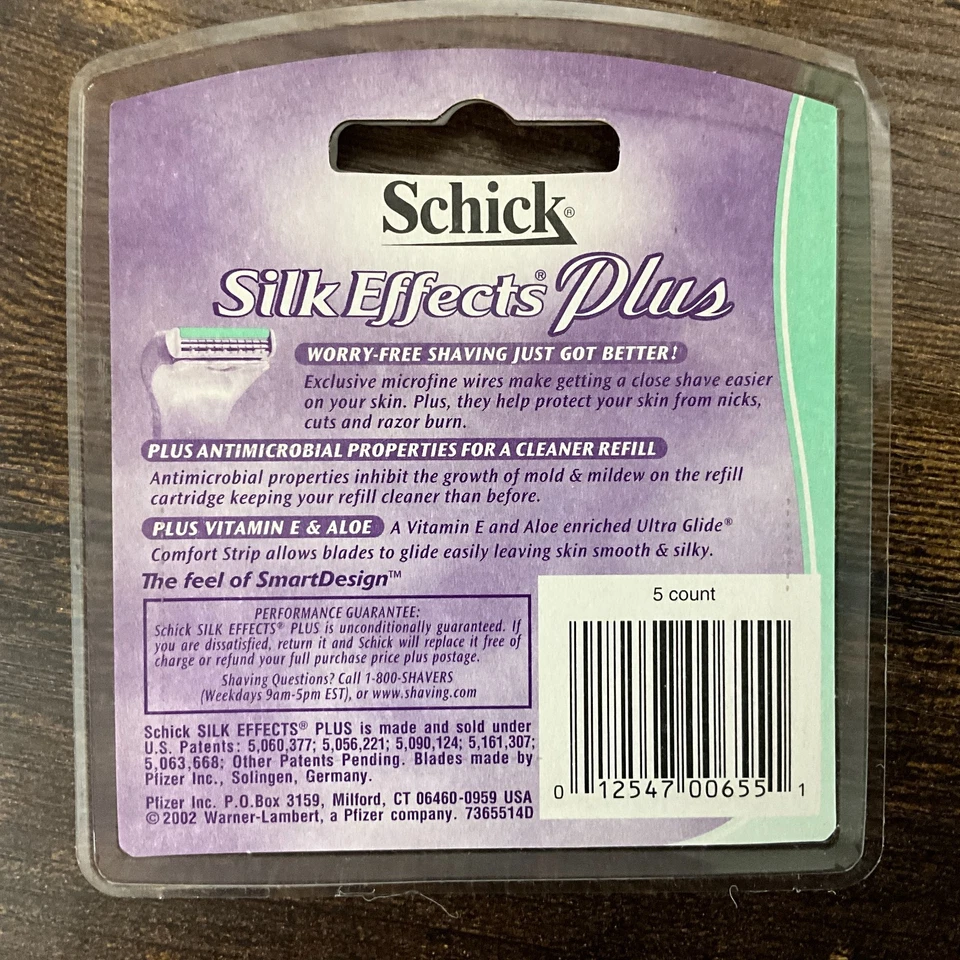 Schick®
Silk Effects® Plus
WORRY-FREE SHAVING JUST GOT BETTER!
Exclusive microfine wires make getting a close shave easier
on your skin. Plus, they help protect your skin from nicks,
cuts and razor burn.
PLUS ANTIMICROBIAL PROPERTIES FOR A CLEANER REFILL
Antimicrobial properties inhibit the growth of mold & mildew on the refill
cartridge keeping your refill cleaner than before.
PLUS VITAMIN E & ALOE A Vitamin E and Aloe enriched Ultra Glide®
Comfort Strip allows blades to glide easily leaving skin smooth & silky.
The feel of SmartDesign™
PERFORMANCE GUARANTEE:
Schick SILK EFFECTS® PLUS is unconditionally guaranteed. If
you are dissatisfied, return it and Schick will replace it free of
charge or refund your full purchase price plus postage.
Shaving Questions? Call 1-800-SHAVERS
(Weekdays 9am-5pm EST), or www.shaving.com
Schick SILK EFFECTS® PLUS is made and sold under
U.S. Patents: 5,060,377; 5,056,221; 5,090,124; 5,161,307;
5,063,668; Other Patents Pending. Blades made by
Pfizer Inc., Solingen, Germany.
Pfizer Inc. P.O.Box 3159, Milford, CT 06460-0959 USA
©2002 Warner-Lambert, a Pfizer company. 7365514D
5 count
0 12547 00655 1